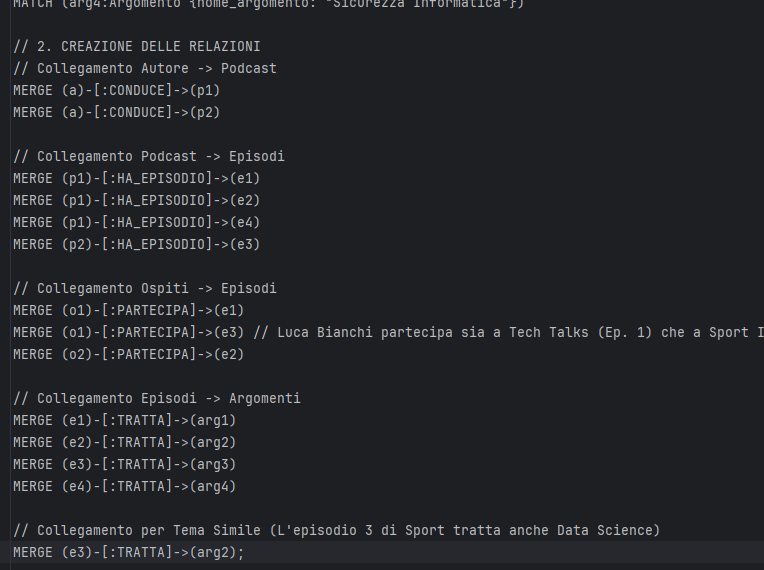 MATCH (arg4:Argomento {nome_argomento: "Sicurezza Informatica"})
// 2. CREAZIONE DELLE RELAZIONI
// Collegamento Autore -> Podcast
MERGE (a)-[:CONDUCE]->(p1)
MERGE (a)-[:CONDUCE]->(p2)
// Collegamento Podcast -> Episodi
MERGE (p1)-[:HA_EPISODIO]->(e1)
MERGE (p1)-[:HA_EPISODIO]->(e2)
MERGE (p1)-[:HA_EPISODIO]->(e4)
MERGE (p2)-[:HA_EPISODIO]->(e3)
// Collegamento Ospiti -> Episodi
MERGE (o1)-[:PARTECIPA]->(e1)
MERGE (o1)-[:PARTECIPA]->(e3) // Luca Bianchi partecipa sia a Tech Talks (Ep. 1) che a Sport I
MERGE (o2)-[:PARTECIPA]->(e2)
// Collegamento Episodi -> Argomenti
MERGE (e1)-[:TRATTA]->(arg1)
MERGE (e2)-[:TRATTA]->(arg2)
MERGE (e3)-[:TRATTA]->(arg3)
MERGE (e4)-[:TRATTA]->(arg4)
// Collegamento per Tema Simile (L'episodio 3 di Sport tratta anche Data Science)
MERGE (e3)-[:TRATTA]->(arg2);